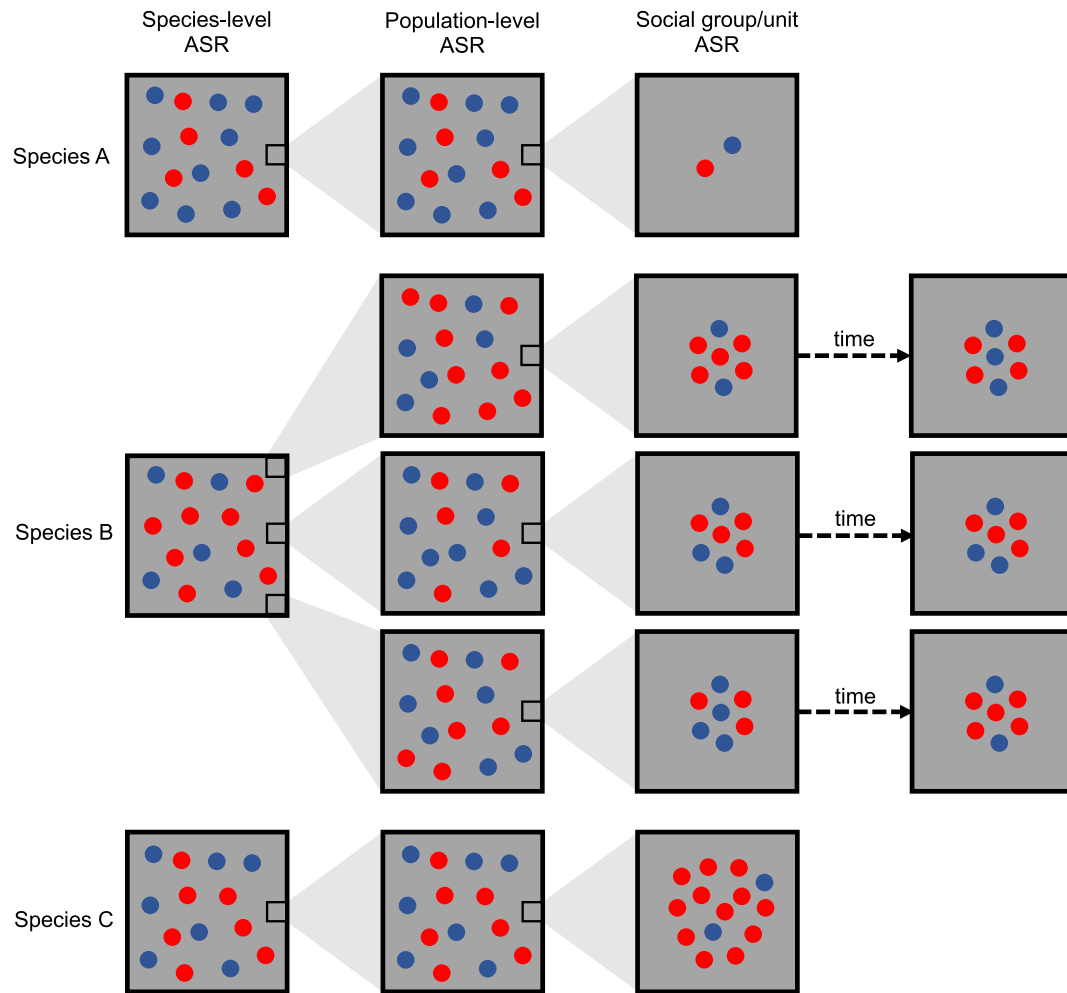 Species-level
ASR
Population-level
ASR
Social group/unit
ASR
Species A
time
Species B
time
time
Species C